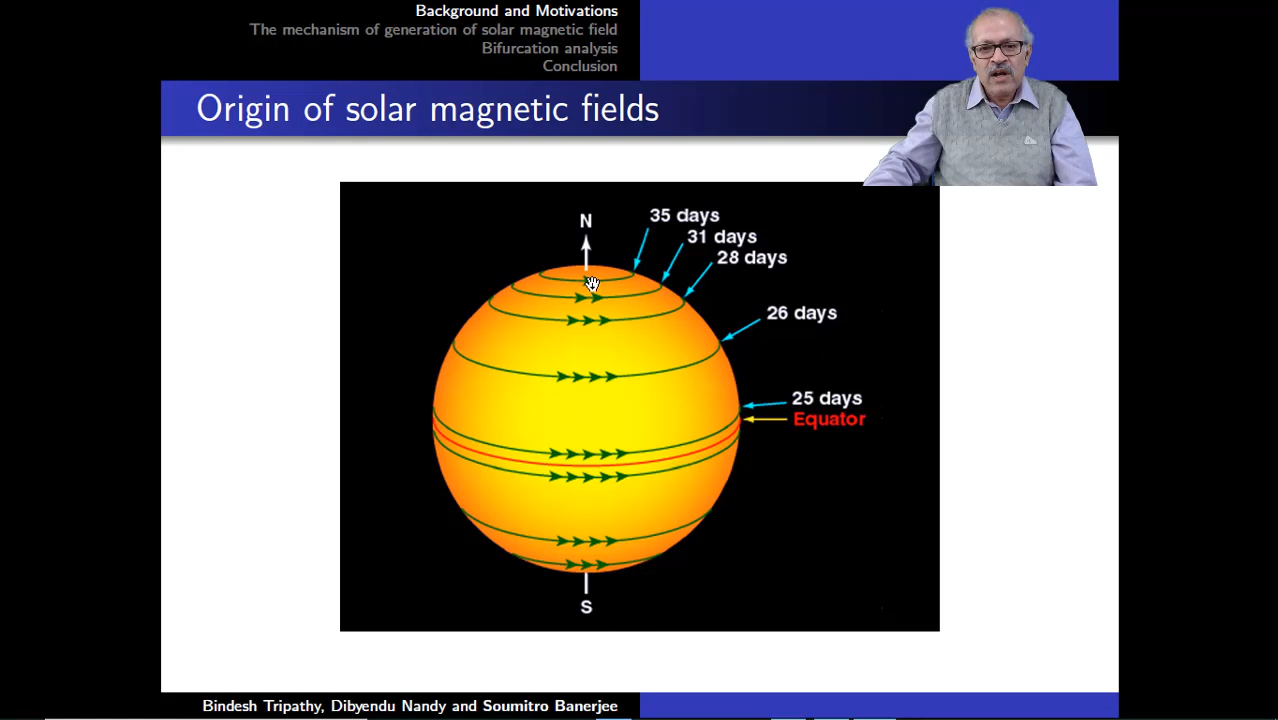 Background and Motivations
The mechanism of generation of solar magnetic field
Bifurcation analysis
Conclusion
Origin of solar magnetic fields
N
35 days
31 days
28 days
26 days
25 days
Equator
S
Bindesh Tripathy, Dibyendu Nandy and Soumitro Banerjee